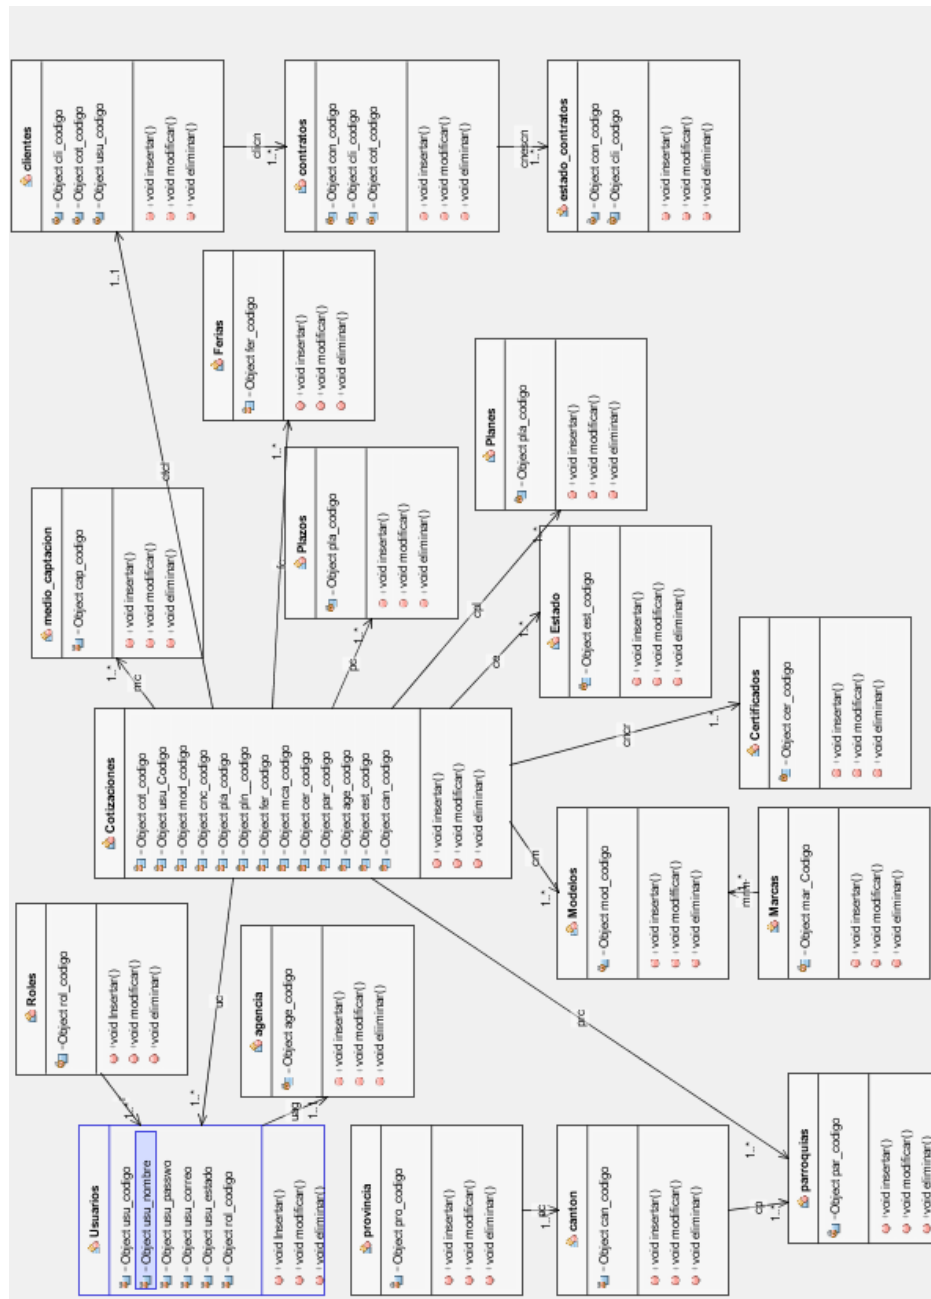 clientes
-Object cli_codigo
-Object cot_codigo
-Object usu_codigo
void insertar()
void modificar()
void eliminar()
clicn
1..*
contratos
-Object con_codigo
-Object cli_codigo
-Object cot_codigo
void insertar()
void modificar()
void eliminar()
cnescn
1..1
estado_contratos
-Object con_codigo
-Object cli_codigo
void insertar()
void modificar()
void eliminar()
1..1
Ferias
-Object fer_codigo
void insertar()
void modificar()
void eliminar()
1..*
medio_captacion
-Object cap_codigo
void insertar()
void modificar()
void eliminar()
1..*
mc
Plazos
-Object pla_codigo
void insertar()
void modificar()
void eliminar()
1..*
pc
Planes
-Object pla_codigo
void insertar()
void modificar()
void eliminar()
1..*
cpl
Estado
-Object est_codigo
void insertar()
void modificar()
void eliminar()
1..*
ce
Cotizaciones
-Object cot_codigo
-Object usu_Codigo
-Object mod_codigo
-Object cnc_codigo
-Object pla_codigo
-Object pln__codigo
-Object fer_codigo
-Object mca_codigo
-Object cer_codigo
-Object par_codigo
-Object age_codigo
-Object est_codigo
-Object can_codigo
void insertar()
void modificar()
void eliminar()
cncr
1..*
Certificados
-Object cer_codigo
void insertar()
void modificar()
void eliminar()
cm
1..*
Modelos
-Object mod_codigo
void insertar()
void modificar()
void eliminar()
Marcas
-Object mar_Codigo
void insertar()
void modificar()
void eliminar()
Roles
-Object rol_codigo
void Insertar()
void modificar()
void eliminar()
uc
1..*
agencia
-Object age_codigo
void insertar()
void modificar()
void eliiminar()
uag
1..1
prc
1..*
Usuarios
-Object usu_codigo
-Object usu_nombre
-Object usu_passwo
-Object usu_correo
-Object usu_estado
-Object rol_codigo
void Insertar()
void modificar()
void eliminar()
provincia
-Object pro_codigo
void insertar()
void modificar()
void eliminar()
pc
1..*
canton
-Object can_codigo
void insertar()
void modificar()
void eliminar()
cp
1..*
parroquias
-Object par_codigo
void insertar()
void modificar()
void eliminar()